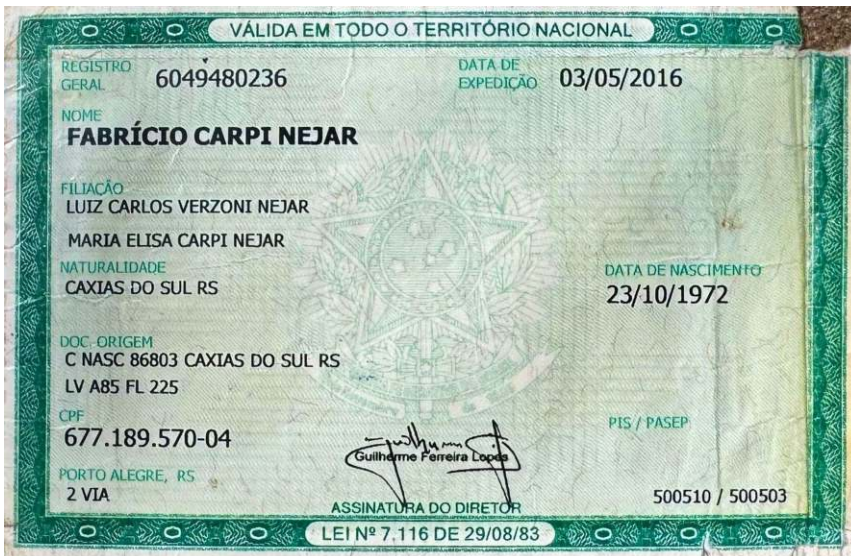 VÁLIDA EM TODO O TERRITÓRIO NACIONAL
REGISTRO GERAL 6049480236 DATA DE EXPEDIÇÃO 03/05/2016
NOME
FABRÍCIO CARPI NEJAR
FILIAÇÃO
LUIZ CARLOS VERZONI NEJAR
MARIA ELISA CARPI NEJAR
NATURALIDADE DATA DE NASCIMENTO
CAXIAS DO SUL RS 23/10/1972
DOC. ORIGEM
C NASC 86803 CAXIAS DO SUL RS
LV A85 FL 225
CPF PIS / PASEP
677.189.570-04
Guilherme Ferreira Lopes
PORTO ALEGRE, RS
2 VIA 500510 / 500503
ASSINATURA DO DIRETOR
LEI Nº 7.116 DE 29/08/83